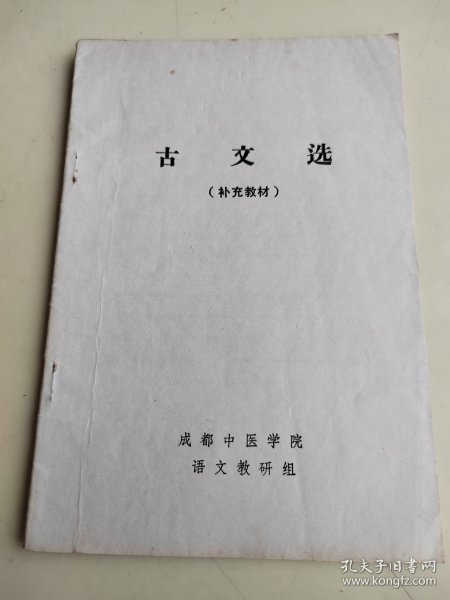 古文选
（补充教材）
成都中医学院
语文教研组
孔夫子旧书网
www.kongfz.com